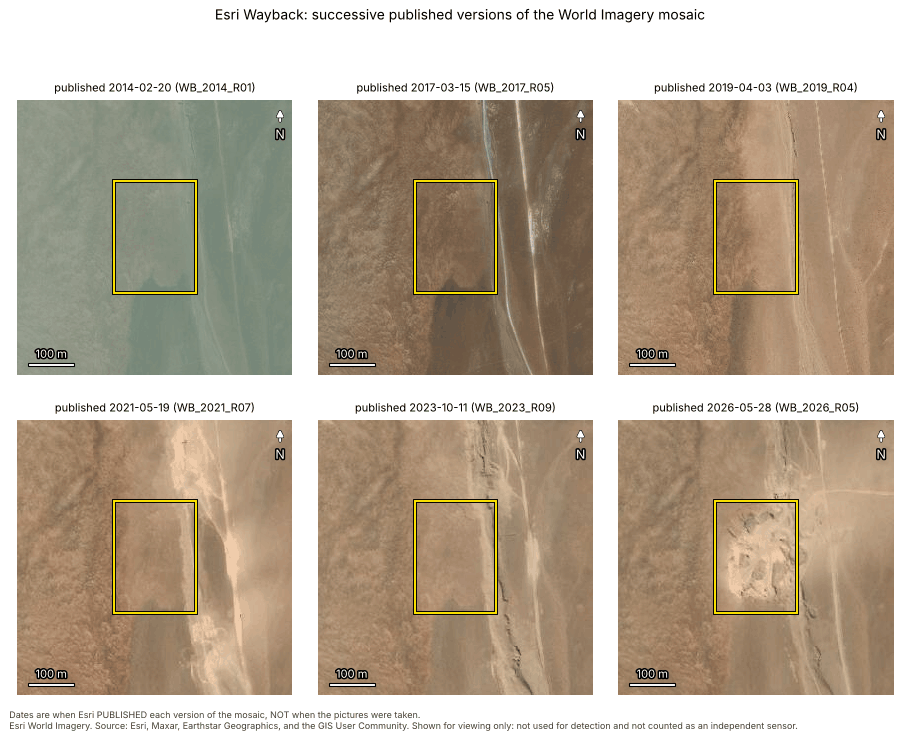 Esri Wayback: successive published versions of the World Imagery mosaic
published 2014-02-20 (WB_2014_R01)
published 2017-03-15 (WB_2017_R05)
published 2019-04-03 (WB_2019_R04)
N
N
N
100 m
100 m
100 m
published 2021-05-19 (WB_2021_R07)
published 2023-10-11 (WB_2023_R09)
published 2026-05-28 (WB_2026_R05)
N
N
N
100 m
100 m
100 m
Dates are when Esri PUBLISHED each version of the mosaic, NOT when the pictures were taken.
Esri World Imagery. Source: Esri, Maxar, Earthstar Geographics, and the GIS User Community. Shown for viewing only: not used for detection and not counted as an independent sensor.